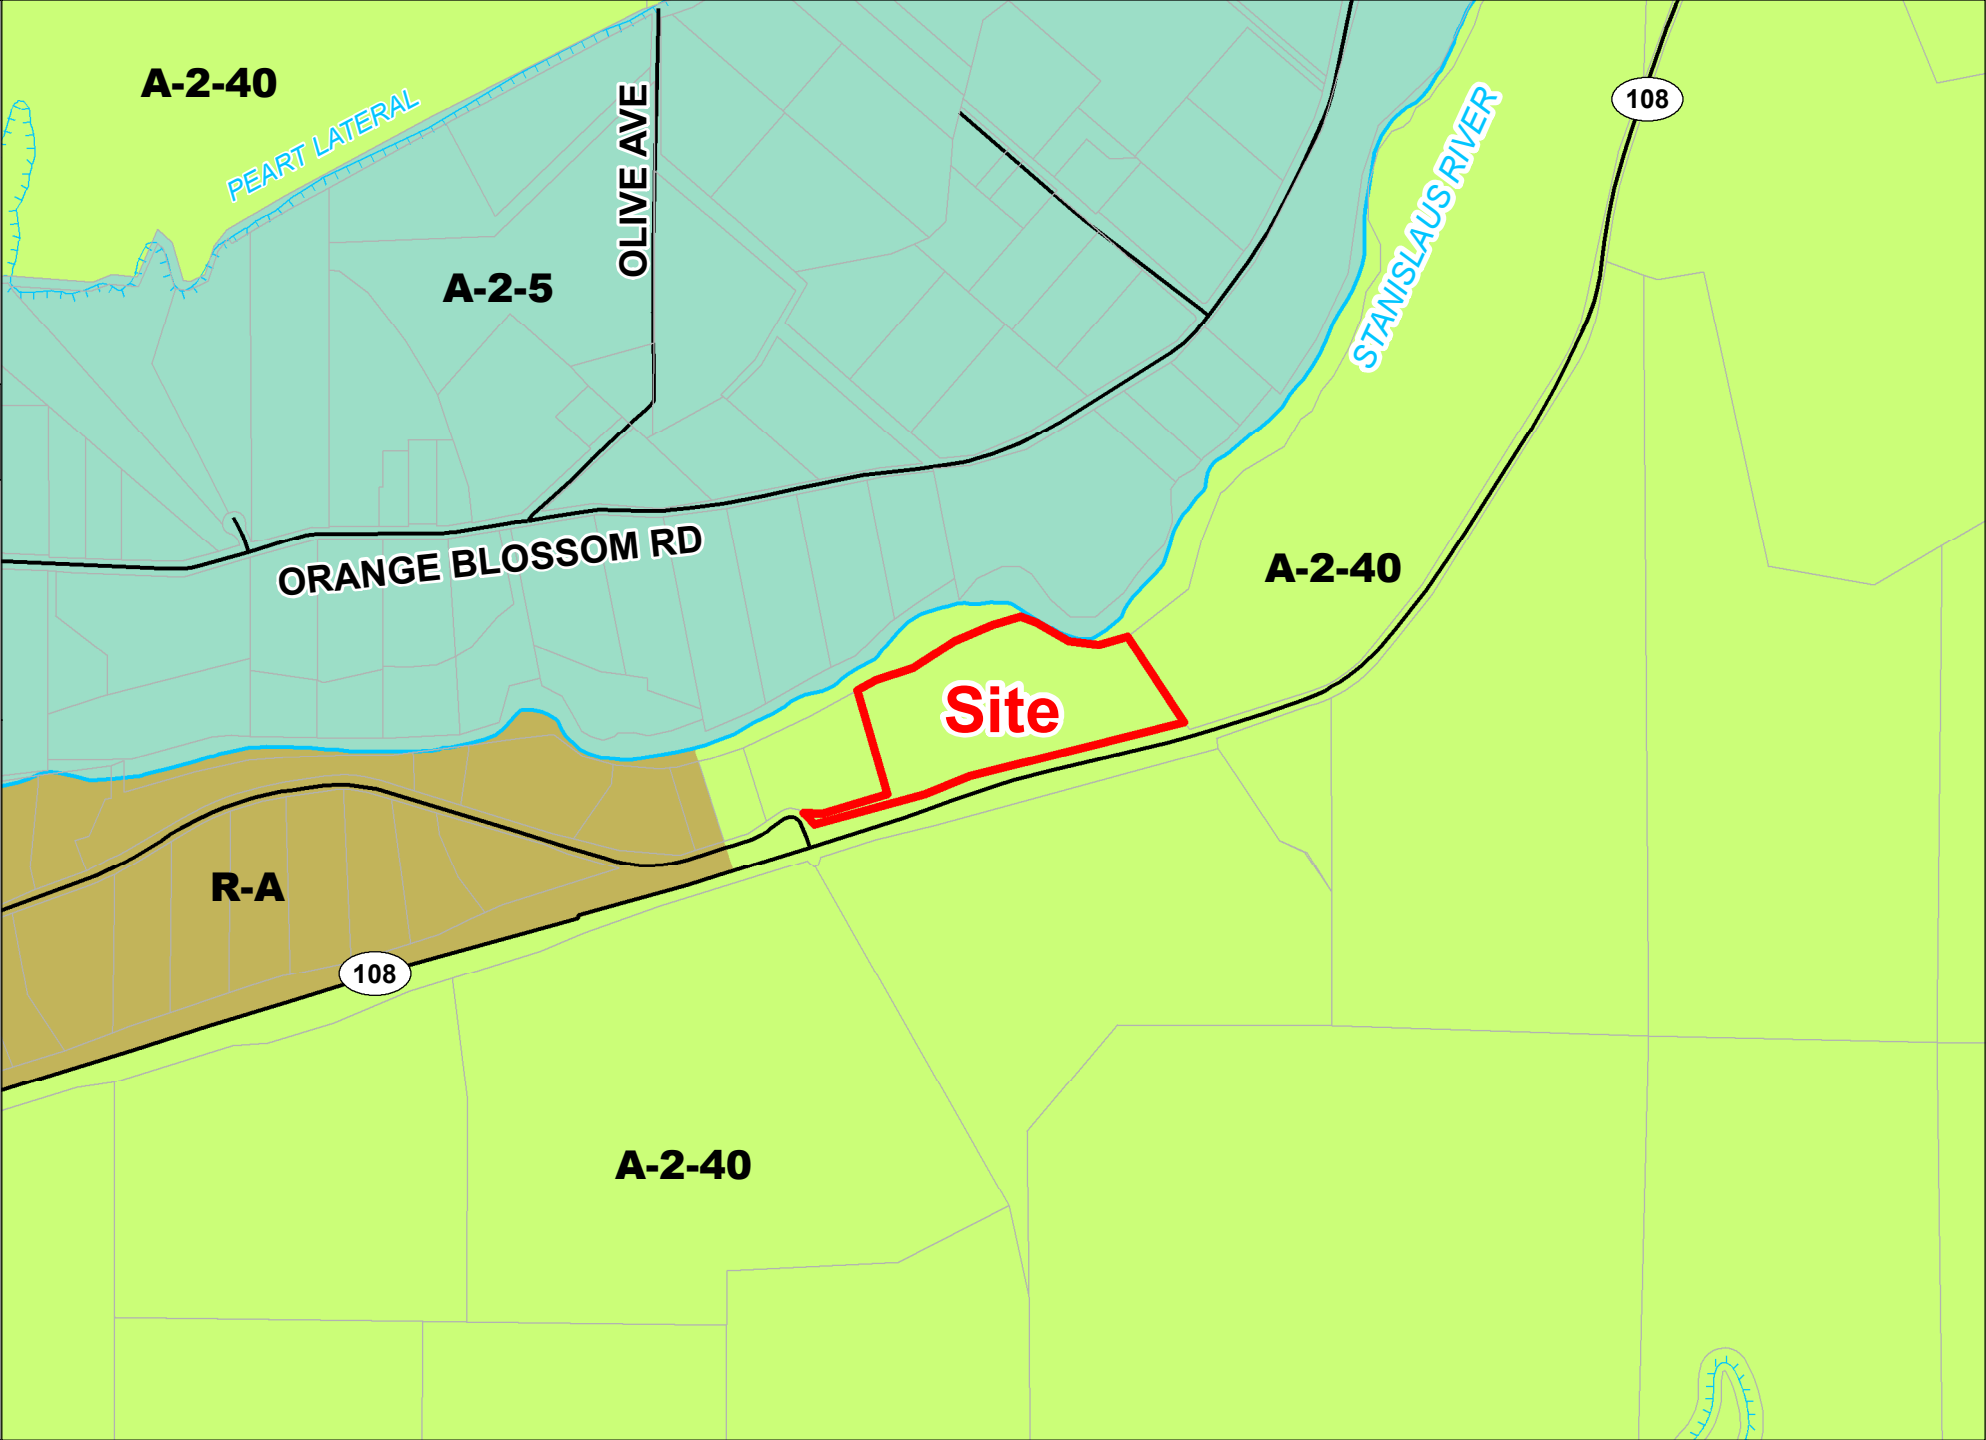 A-2-40
PEART LATERAL
OLIVE AVE
108
STANISLAUS RIVER
A-2-5
ORANGE BLOSSOM RD
A-2-40
Site
R-A
108
A-2-40